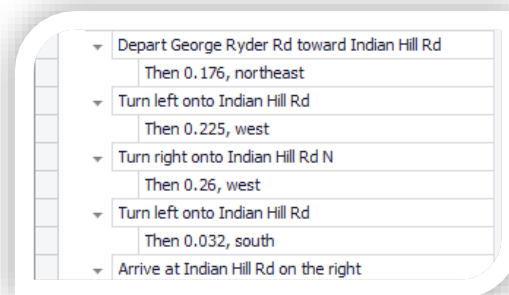 Depart George Ryder Rd toward Indian Hill Rd
Then 0.176, northeast
Turn left onto Indian Hill Rd
Then 0.225, west
Turn right onto Indian Hill Rd N
Then 0.26, west
Turn left onto Indian Hill Rd
Then 0.032, south
Arrive at Indian Hill Rd on the right